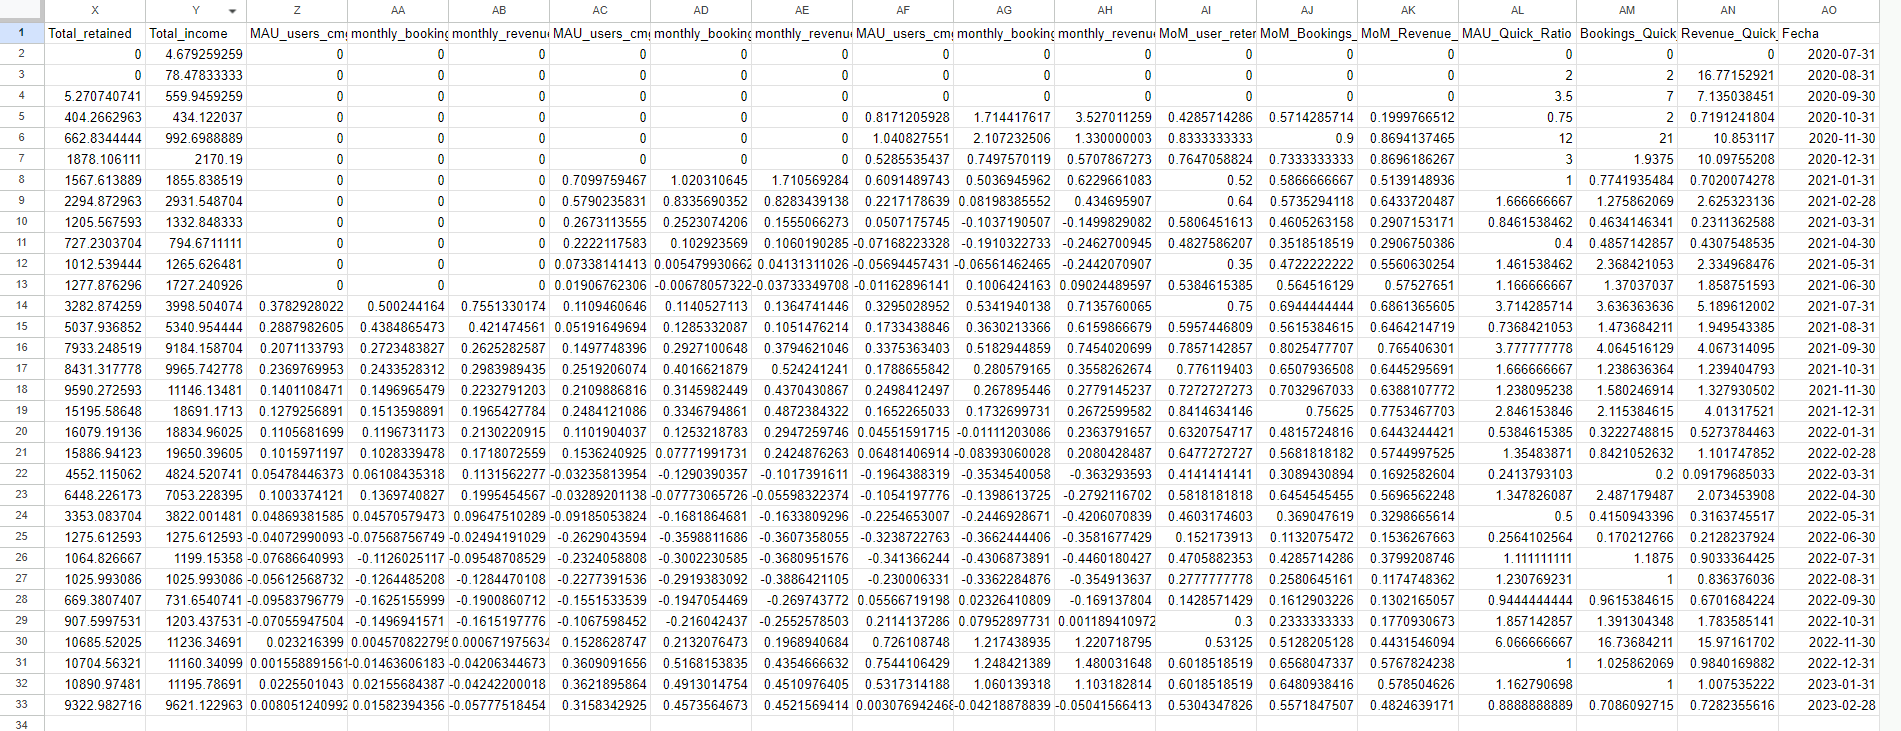 X Y Z AA AB AC AD AE AF AG AH AI AJ AK AL AM AN AO
1 Total_retained Total_income MAU_users_cmg monthly_booking monthly_revenue MAU_users_cmg monthly_booking monthly_revenue MAU_users_cmg monthly_booking monthly_revenue MoM_user_reter MoM_Bookings_ MoM_Revenue_ MAU_Quick_Ratio Bookings_Quick_ Revenue_Quick_ Fecha
2 0 4.679259259 0 0 0 0 0 0 0 0 0 0 0 0 0 0 0 2020-07-31
3 0 78.47833333 0 0 0 0 0 0 0 0 0 0 0 0 2 2 16.77152921 2020-08-31
4 5.270740741 559.9459259 0 0 0 0 0 0 0 0 0 0 0 0 3.5 7 7.135038451 2020-09-30
5 404.2662963 434.122037 0 0 0 0 0 0 0.8171205928 1.714417617 3.527011259 0.4285714286 0.5714285714 0.1999766512 0.75 2 0.7191241804 2020-10-31
6 662.8344444 992.6988889 0 0 0 0 0 0 1.040827551 2.107232506 1.330000003 0.8333333333 0.9 0.8694137465 12 21 10.853117 2020-11-30
7 1878.106111 2170.19 0 0 0 0 0 0 0.5285535437 0.7497570119 0.5707867273 0.7647058824 0.7333333333 0.8696186267 3 1.9375 10.09755208 2020-12-31
8 1567.613889 1855.838519 0 0 0 0.7099759467 1.020310645 1.710569284 0.6091489743 0.5036945962 0.6229661083 0.52 0.5866666667 0.5139148936 1 0.7741935484 0.7020074278 2021-01-31
9 2294.872963 2931.548704 0 0 0 0.5790235831 0.8335690352 0.8283439138 0.2217178639 0.08198385552 0.434695907 0.64 0.5735294118 0.6433720487 1.666666667 1.275862069 2.625323136 2021-02-28
10 1205.567593 1332.848333 0 0 0 0.2673113555 0.2523074206 0.1555066273 0.0507175745 -0.1037190507 -0.1499829082 0.5806451613 0.4605263158 0.2907153171 0.8461538462 0.4634146341 0.2311362588 2021-03-31
11 727.2303704 794.6711111 0 0 0 0.2222117583 0.102923569 0.1060190285 -0.07168223328 -0.1910322733 -0.2462700945 0.4827586207 0.3518518519 0.2906750386 0.4 0.4857142857 0.4307548535 2021-04-30
12 1012.539444 1265.626481 0 0 0 0.07338141413 0.005479930662 0.04131311026 -0.05694457431 -0.06561462465 -0.2442070907 0.35 0.4722222222 0.5560630254 1.461538462 2.368421053 2.334968476 2021-05-31
13 1277.876296 1727.240926 0 0 0 0.01906762306 -0.00678057322 -0.03733349708 -0.01162896141 0.1006424163 0.09024489597 0.5384615385 0.564516129 0.57527651 1.166666667 1.37037037 1.858751593 2021-06-30
14 3282.874259 3998.504074 0.3782928022 0.500244164 0.7551330174 0.1109460646 0.1140527113 0.1364741446 0.3295028952 0.5341940138 0.7135760065 0.75 0.6944444444 0.6861365605 3.714285714 3.636363636 5.189612002 2021-07-31
15 5037.936852 5340.954444 0.2887982605 0.4384865473 0.421474561 0.05191649694 0.1285332087 0.1051476214 0.1733438846 0.3630213366 0.6159866679 0.5957446809 0.5615384615 0.6464214719 0.7368421053 1.473684211 1.949543385 2021-08-31
16 7933.248519 9184.158704 0.2071133793 0.2723483827 0.2625282587 0.1497748396 0.2927100648 0.3794621046 0.3375363403 0.5182944859 0.7454020699 0.7857142857 0.8025477707 0.765406301 3.777777778 4.064516129 4.067314095 2021-09-30
17 8431.317778 9965.742778 0.2369769953 0.2433528312 0.2983989435 0.2519206074 0.4016621879 0.524241241 0.1788655842 0.280579165 0.3558262674 0.776119403 0.6507936508 0.6445295691 1.666666667 1.238636364 1.239404793 2021-10-31
18 9590.272593 11146.13481 0.1401108471 0.1496965479 0.2232791203 0.2109886816 0.3145982449 0.4370430867 0.2498412497 0.267895446 0.2779145237 0.7272727273 0.7032967033 0.6388107772 1.238095238 1.580246914 1.327930502 2021-11-30
19 15195.58648 18691.1713 0.1279256891 0.1513598891 0.1965427784 0.2484121086 0.3346794861 0.4872384322 0.1652265033 0.1732699731 0.2672599582 0.8414634146 0.75625 0.7753467703 2.846153846 2.115384615 4.01317521 2021-12-31
20 16079.19136 18834.96025 0.1105681699 0.1196731173 0.2130220915 0.1101904037 0.1253218783 0.2947259746 0.04551591715 -0.01111203086 0.2363791657 0.6320754717 0.4815724816 0.6443244421 0.5384615385 0.3222748815 0.5273784463 2022-01-31
21 15886.94123 19650.39605 0.1015971197 0.1028339478 0.1718072559 0.1536240925 0.07771991731 0.2424876263 0.06481406914 -0.08393060028 0.2080428487 0.6477272727 0.5681818182 0.5744997525 1.35483871 0.8421052632 1.101747852 2022-02-28
22 4552.115062 4824.520741 0.05478446373 0.06108435318 0.1131562277 -0.03235813954 -0.1290390357 -0.1017391611 -0.1964388319 -0.3534540058 -0.363293593 0.4141414141 0.3089430894 0.1692582604 0.2413793103 0.2 0.09179685033 2022-03-31
23 6448.226173 7053.228395 0.1003374121 0.1369740827 0.1995454567 -0.03289201138 -0.07773065726 -0.05598322374 -0.1054197776 -0.1398613725 -0.2792116702 0.5818181818 0.6454545455 0.5696562248 1.347826087 2.487179487 2.073453908 2022-04-30
24 3353.083704 3822.001481 0.04869381585 0.04570579473 0.09647510289 -0.09185053824 -0.1681864681 -0.1633809296 -0.2254653007 -0.2446928671 -0.4206070839 0.4603174603 0.369047619 0.3298665614 0.5 0.4150943396 0.3163745517 2022-05-31
25 1275.612593 1275.612593 -0.04072990093 -0.07568756749 -0.02494191029 -0.2629043594 -0.3598811686 -0.3607358055 -0.3238722763 -0.3662444406 -0.3581677429 0.152173913 0.1132075472 0.1536267663 0.2564102564 0.170212766 0.2128237924 2022-06-30
26 1064.826667 1199.15358 -0.07686640993 -0.1126025117 -0.09548708529 -0.2324058808 -0.3002230585 -0.3680951576 -0.341366244 -0.4306873891 -0.4460180427 0.4705882353 0.4285714286 0.3799208746 1.111111111 1.1875 0.9033364425 2022-07-31
27 1025.993086 1025.993086 -0.05612568732 -0.1264485208 -0.1284470108 -0.2277391536 -0.2919383092 -0.3886421105 -0.230006331 -0.3362284876 -0.354913637 0.2777777778 0.2580645161 0.1174748362 1.230769231 1 0.836376036 2022-08-31
28 669.3807407 731.6540741 -0.09583796779 -0.1625155999 -0.1900860712 -0.1551533539 -0.1947054469 -0.269743772 0.05566719198 0.02326410809 -0.169137804 0.1428571429 0.1612903226 0.1302165057 0.9444444444 0.9615384615 0.6701684224 2022-09-30
29 907.5997531 1203.437531 -0.07055947504 -0.1496941571 -0.1615197776 -0.1067598452 -0.216042437 -0.2552578503 0.2114137286 0.07952897731 0.001189410972 0.3 0.2333333333 0.1770930673 1.857142857 1.391304348 1.783585141 2022-10-31
30 10685.52025 11236.34691 0.023216399 0.004570822795 0.000671975634 0.1528628747 0.2132076473 0.1968940684 0.726108748 1.217438935 1.220718795 0.53125 0.5128205128 0.4431546094 6.066666667 16.73684211 15.97161702 2022-11-30
31 10704.56321 11160.34099 0.001558891561 -0.01463606183 -0.04206344673 0.3609091656 0.5168153835 0.4354666632 0.7544106429 1.248421389 1.480031648 0.6018518519 0.6568047337 0.5767824238 1 1.025862069 0.9840169882 2022-12-31
32 10890.97481 11195.78691 0.0225501043 0.02155684387 -0.04242200018 0.3621895864 0.4913014754 0.4510976405 0.5317314188 1.060139318 1.103182814 0.6018518519 0.6480938416 0.578504626 1.162790698 1 1.007535222 2023-01-31
33 9322.982716 9621.122963 0.008051240992 0.01582394356 -0.05777518454 0.3158342925 0.4573564673 0.4521569414 0.003076942468 -0.04218878839 -0.05041566413 0.5304347826 0.5571847507 0.4824639171 0.8888888889 0.7086092715 0.7282355616 2023-02-28
34